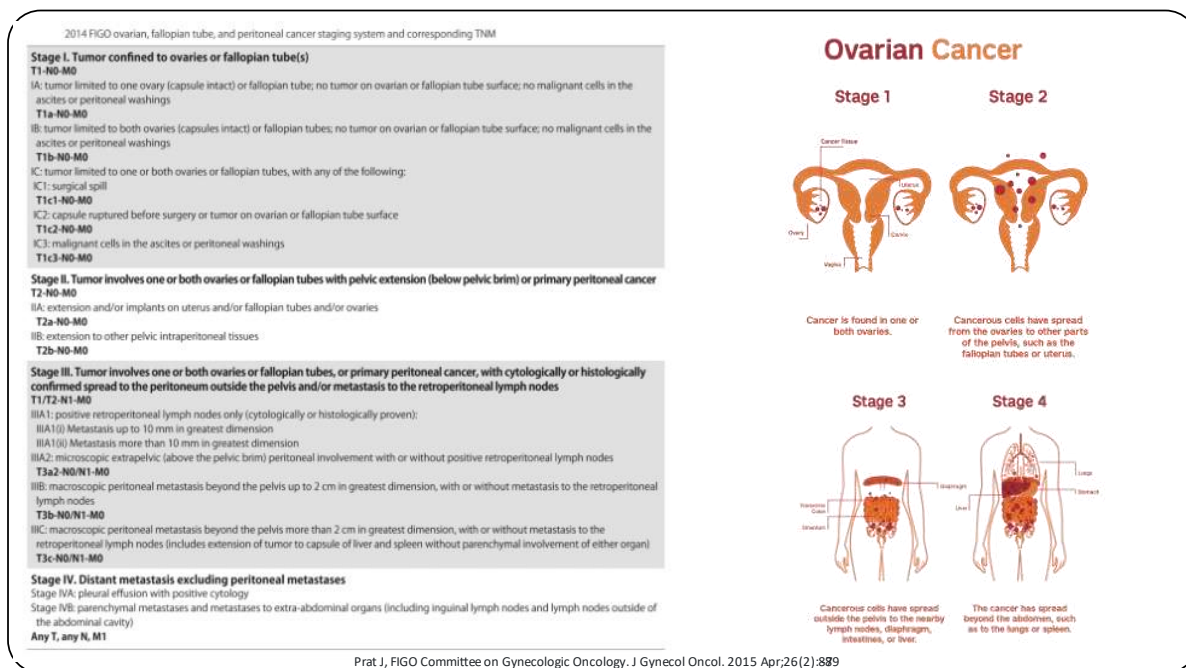 2014 FIGO ovarian, fallopian tube, and peritoneal cancer staging system and corresponding TNM
Stage I. Tumor confined to ovaries or fallopian tube(s)
T1-N0-M0
IA: tumor limited to one ovary (capsule intact) or fallopian tube; no tumor on ovarian or fallopian tube surface; no malignant cells in the
ascites or peritoneal washings
T1a-N0-M0
IB: tumor limited to both ovaries (capsules intact) or fallopian tubes; no tumor on ovarian or fallopian tube surface; no malignant cells in the
ascites or peritoneal washings
T1b-N0-M0
IC: tumor limited to one or both ovaries or fallopian tubes, with any of the following:
IC1: surgical spill
T1c1-N0-M0
IC2: capsule ruptured before surgery or tumor on ovarian or fallopian tube surface
T1c2-N0-M0
IC3: malignant cells in the ascites or peritoneal washings
T1c3-N0-M0
Stage II. Tumor involves one or both ovaries or fallopian tubes with pelvic extension (below pelvic brim) or primary peritoneal cancer
T2-N0-M0
IIA: extension and/or implants on uterus and/or fallopian tubes and/or ovaries
T2a-N0-M0
IIB: extension to other pelvic intraperitoneal tissues
T2b-N0-M0
Stage III. Tumor involves one or both ovaries or fallopian tubes, or primary peritoneal cancer, with cytologically or histologically
confirmed spread to the peritoneum outside the pelvis and/or metastasis to the retroperitoneal lymph nodes
T1/T2-N1-M0
IIIA1: positive retroperitoneal lymph nodes only (cytologically or histologically proven):
IIIA1(i) Metastasis up to 10 mm in greatest dimension
IIIA1(ii) Metastasis more than 10 mm in greatest dimension
IIIA2: microscopic extrapelvic (above the pelvic brim) peritoneal involvement with or without positive retroperitoneal lymph nodes
T3a2-N0/N1-M0
IIIB: macroscopic peritoneal metastasis beyond the pelvis up to 2 cm in greatest dimension, with or without metastasis to the retroperitoneal
lymph nodes
T3b-N0/N1-M0
IIIC: macroscopic peritoneal metastasis beyond the pelvis more than 2 cm in greatest dimension, with or without metastasis to the
retroperitoneal lymph nodes (includes extension of tumor to capsule of liver and spleen without parenchymal involvement of either organ)
T3c-N0/N1-M0
Stage IV. Distant metastasis excluding peritoneal metastases
Stage IVA: pleural effusion with positive cytology
Stage IVB: parenchymal metastases and metastases to extra-abdominal organs (including inguinal lymph nodes and lymph nodes outside of
the abdominal cavity)
Any T, any N, M1
Ovarian Cancer
Stage 1
Cancer Tissue
Uterus
Ovary
Cervix
Vagina
Cancer is found in one or
both ovaries.
Stage 2
Cancerous cells have spread
from the ovaries to other parts
of the pelvis, such as the
fallopian tubes or uterus.
Stage 3
Diaphragm
Transverse
Colon
Omentum
Cancerous cells have spread
outside the pelvis to the nearby
lymph nodes, diaphragm,
intestines, or liver.
Stage 4
Lungs
Stomach
Liver
The cancer has spread
beyond the abdomen, such
as to the lungs or spleen.
Prat J, FIGO Committee on Gynecologic Oncology. J Gynecol Oncol. 2015 Apr;26(2):